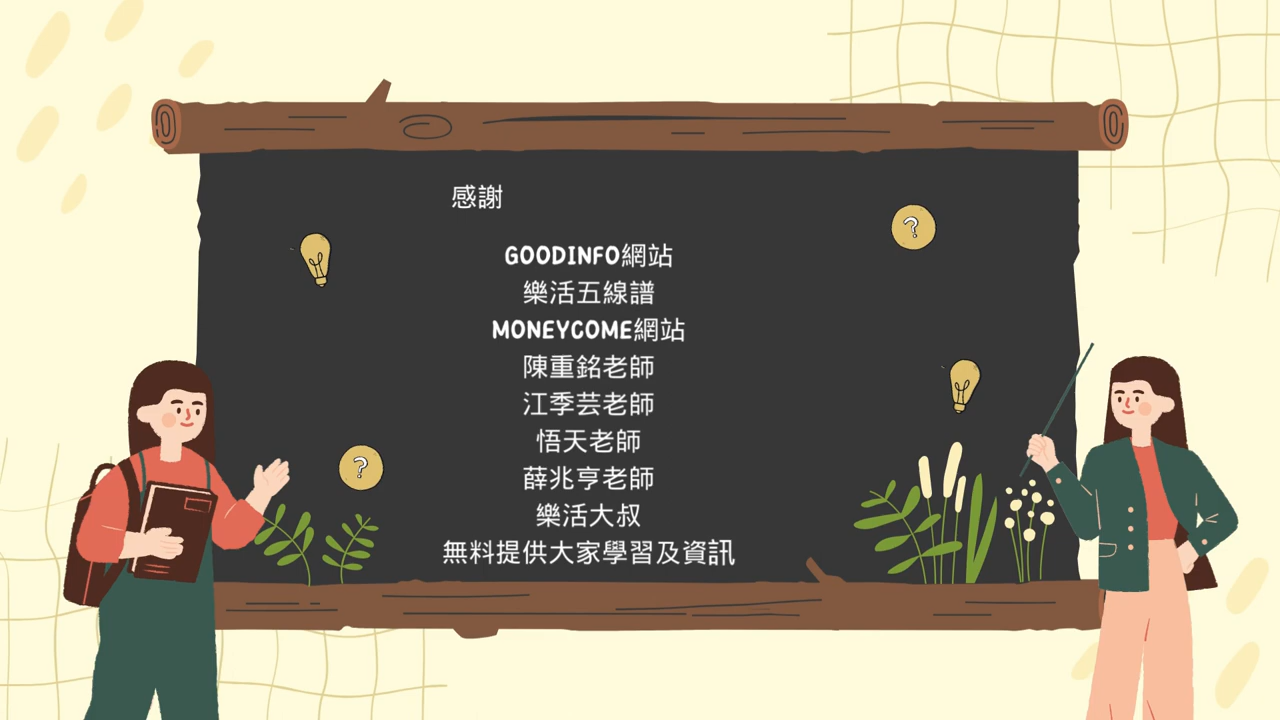 感謝
GOODINFO網站
樂活五線譜
MONEYCOME網站
陳重銘老師
江季芸老師
悟天老師
薛兆亨老師
樂活大叔
無料提供大家學習及資訊
?
?